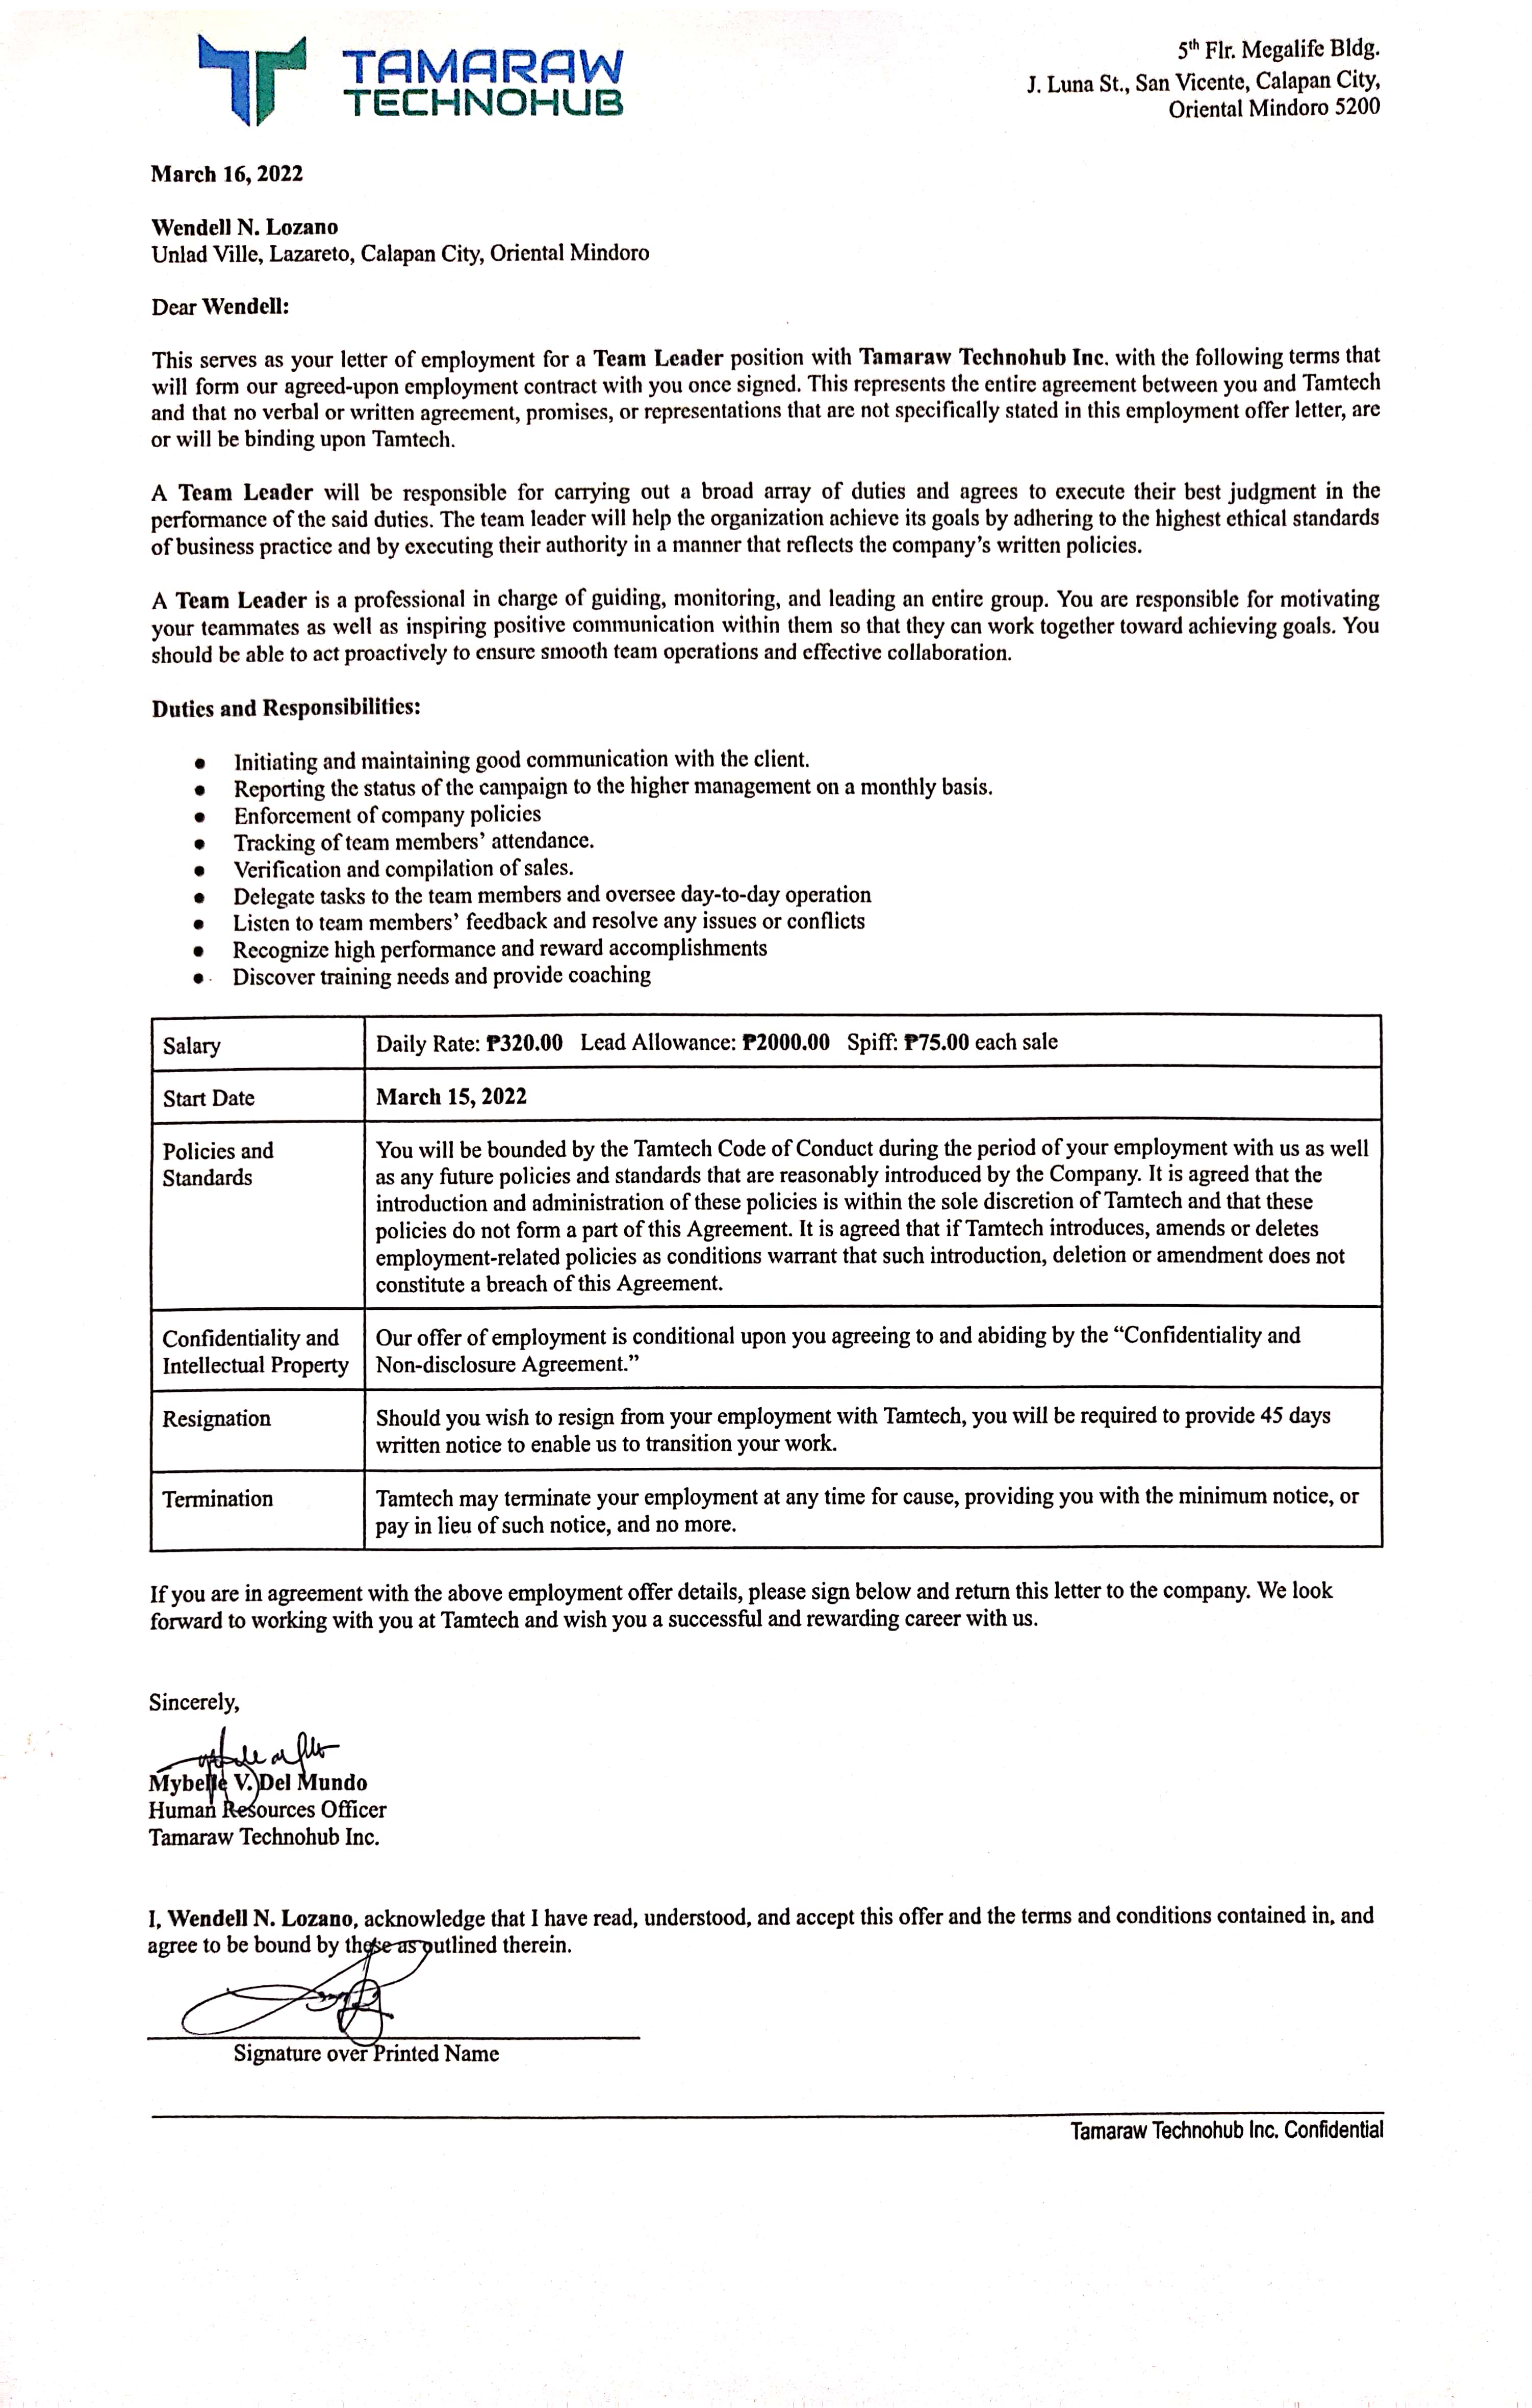 TAMARAW
TECHNOHUB
5th Flr. Megalife Bldg.
J. Luna St., San Vicente, Calapan City,
Oriental Mindoro 5200
March 16, 2022
Wendell N. Lozano
Unlad Ville, Lazareto, Calapan City, Oriental Mindoro
Dear Wendell:
This serves as your letter of employment for a Team Leader position with Tamaraw Technohub Inc. with the following terms that
will form our agreed-upon employment contract with you once signed. This represents the entire agreement between you and Tamtech
and that no verbal or written agreement, promises, or representations that are not specifically stated in this employment offer letter, are
or will be binding upon Tamtech.
A Team Leader will be responsible for carrying out a broad array of duties and agrees to execute their best judgment in the
performance of the said duties. The team leader will help the organization achieve its goals by adhering to the highest ethical standards
of business practice and by executing their authority in a manner that reflects the company's written policies.
A Team Leader is a professional in charge of guiding, monitoring, and leading an entire group. You are responsible for motivating
your teammates as well as inspiring positive communication within them so that they can work together toward achieving goals. You
should be able to act proactively to ensure smooth team operations and effective collaboration.
Duties and Responsibilities:
● Initiating and maintaining good communication with the client.
● Reporting the status of the campaign to the higher management on a monthly basis.
● Enforcement of company policies
● Tracking of team members' attendance.
● Verification and compilation of sales.
● Delegate tasks to the team members and oversee day-to-day operation
● Listen to team members' feedback and resolve any issues or conflicts
● Recognize high performance and reward accomplishments
● Discover training needs and provide coaching
Salary
Daily Rate: ₱320.00 Lead Allowance: ₱2000.00 Spiff: ₱75.00 each sale
Start Date
March 15, 2022
Policies and
Standards
You will be bounded by the Tamtech Code of Conduct during the period of your employment with us as well
as any future policies and standards that are reasonably introduced by the Company. It is agreed that the
introduction and administration of these policies is within the sole discretion of Tamtech and that these
policies do not form a part of this Agreement. It is agreed that if Tamtech introduces, amends or deletes
employment-related policies as conditions warrant that such introduction, deletion or amendment does not
constitute a breach of this Agreement.
Confidentiality and
Intellectual Property
Our offer of employment is conditional upon you agreeing to and abiding by the “Confidentiality and
Non-disclosure Agreement.”
Resignation
Should you wish to resign from your employment with Tamtech, you will be required to provide 45 days
written notice to enable us to transition your work.
Termination
Tamtech may terminate your employment at any time for cause, providing you with the minimum notice, or
pay in lieu of such notice, and no more.
If you are in agreement with the above employment offer details, please sign below and return this letter to the company. We look
forward to working with you at Tamtech and wish you a successful and rewarding career with us.
Sincerely,
Mybelle V. Del Mundo
Human Resources Officer
Tamaraw Technohub Inc.
I, Wendell N. Lozano, acknowledge that I have read, understood, and accept this offer and the terms and conditions contained in, and
agree to be bound by those as outlined therein.
Signature over Printed Name
Tamaraw Technohub Inc. Confidential